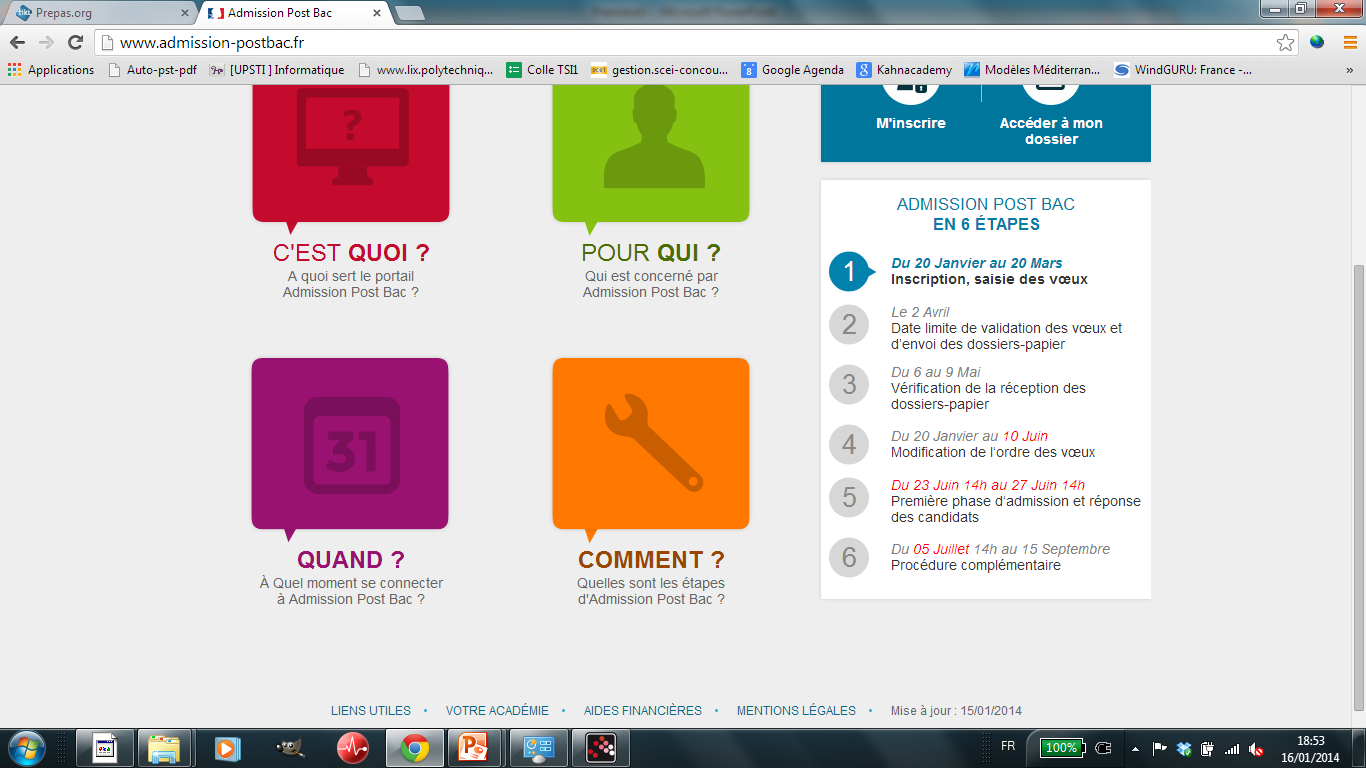 Prepas.org
Admission Post Bac
www.admission-postbac.fr
Applications
Auto-pst-pdf
[UPSTI ] Informatique
www.lix.polytechniq...
Colle TSI1
gestion.scei-concou...
Google Agenda
Kahnacademy
Modèles Méditerran...
WindGURU: France -...
»
?
C'EST QUOI ?
A quoi sert le portail
Admission Post Bac ?
POUR QUI ?
Qui est concerné par
Admission Post Bac ?
31
QUAND ?
À Quel moment se connecter
à Admission Post Bac ?
COMMENT ?
Quelles sont les étapes
d'Admission Post Bac ?
M'inscrire
Accéder à mon
dossier
ADMISSION POST BAC
EN 6 ÉTAPES
1
Du 20 Janvier au 20 Mars
Inscription, saisie des vœux
2
Le 2 Avril
Date limite de validation des vœux et
d'envoi des dossiers-papier
3
Du 6 au 9 Mai
Vérification de la réception des
dossiers-papier
4
Du 20 Janvier au 10 Juin
Modification de l'ordre des vœux
5
Du 23 Juin 14h au 27 Juin 14h
Première phase d'admission et réponse
des candidats
6
Du 05 Juillet 14h au 15 Septembre
Procédure complémentaire
LIENS UTILES • VOTRE ACADÉMIE • AIDES FINANCIÈRES • MENTIONS LÉGALES • Mise à jour : 15/01/2014
FR
100%
18:53
16/01/2014